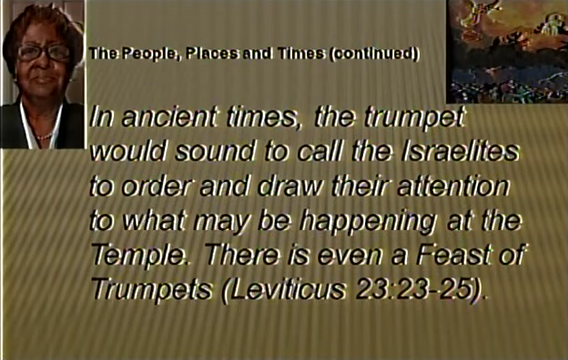 The People, Places and Times (continued)
In ancient times, the trumpet
would sound to call the Israelites
to order and draw their attention
to what may be happening at the
Temple. There is even a Feast of
Trumpets (Leviticus 23:23-25).